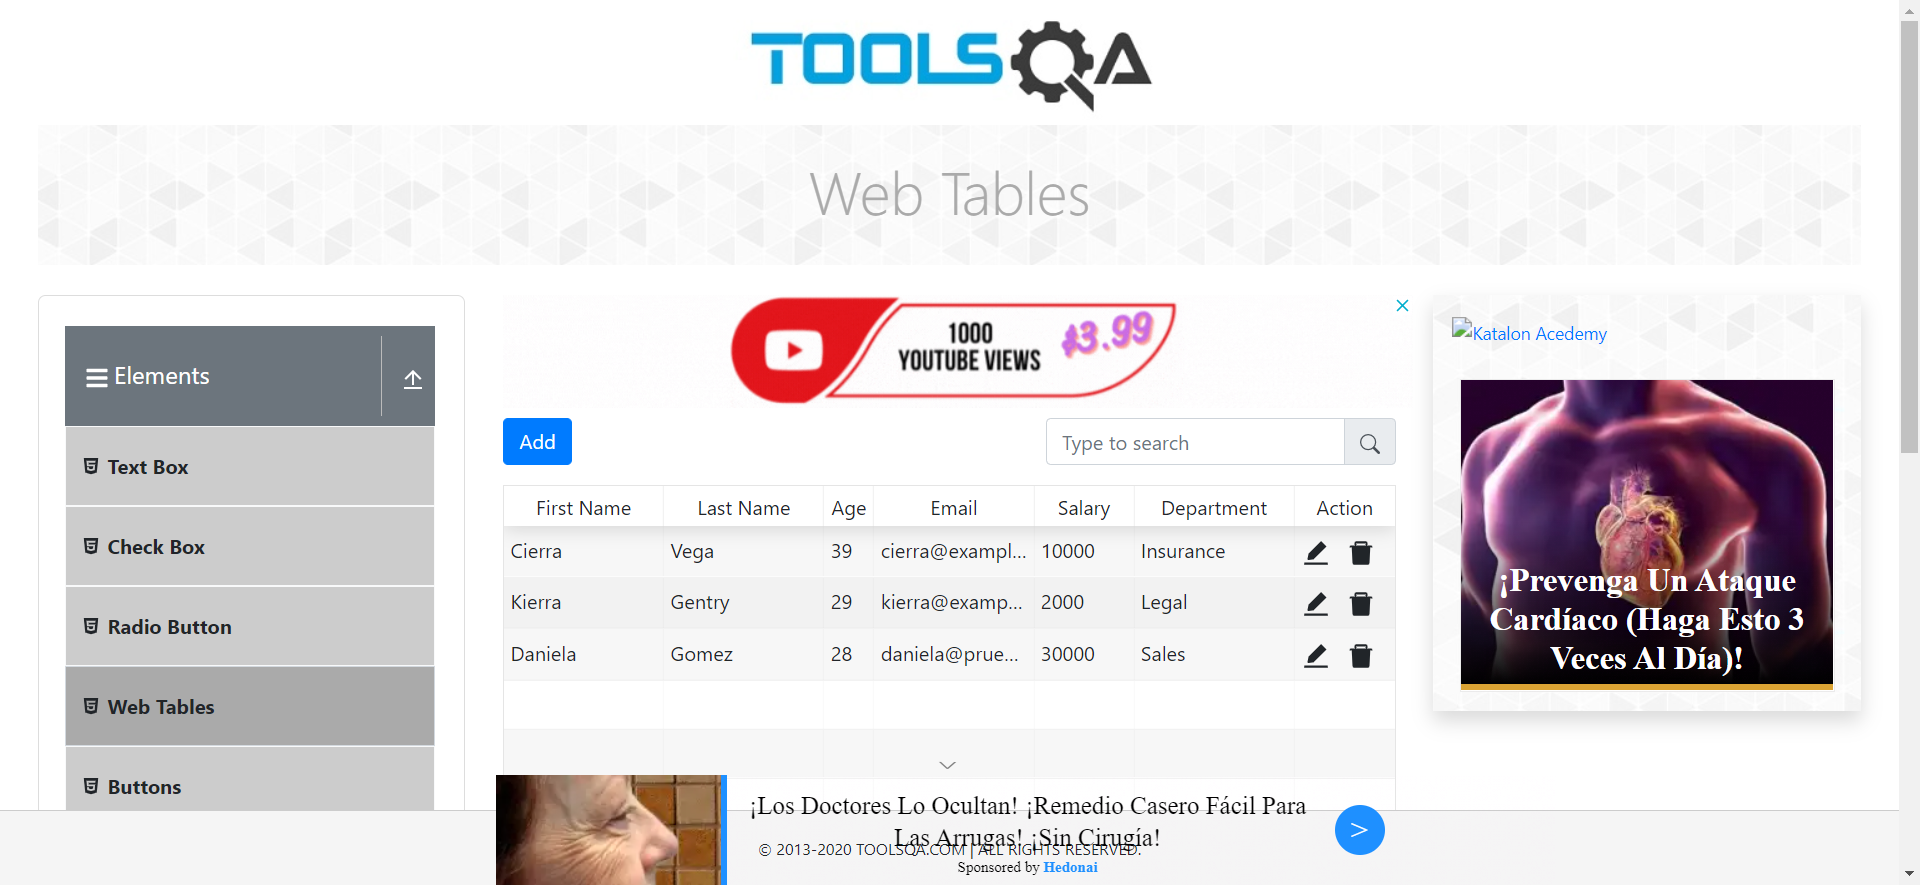 TOOLSQA
Web Tables
Elements
Text Box
Check Box
Radio Button
Web Tables
Buttons
1000
YOUTUBE VIEWS
$3.99
Add
Type to search
First Name Last Name Age Email Salary Department Action
Cierra Vega 39 cierra@exampl... 10000 Insurance
Kierra Gentry 29 kierra@examp... 2000 Legal
Daniela Gomez 28 daniela@prue... 30000 Sales
Katalon Acedemy
¡Prevenga Un Ataque
Cardíaco (Haga Esto 3
Veces Al Día)!
¡Los Doctores Lo Ocultan! ¡Remedio Casero Fácil Para
Las Arrugas! ¡Sin Cirugía!
© 2013-2020 TOOLSQA.COM | ALL RIGHTS RESERVED.
Sponsored by Hedonai